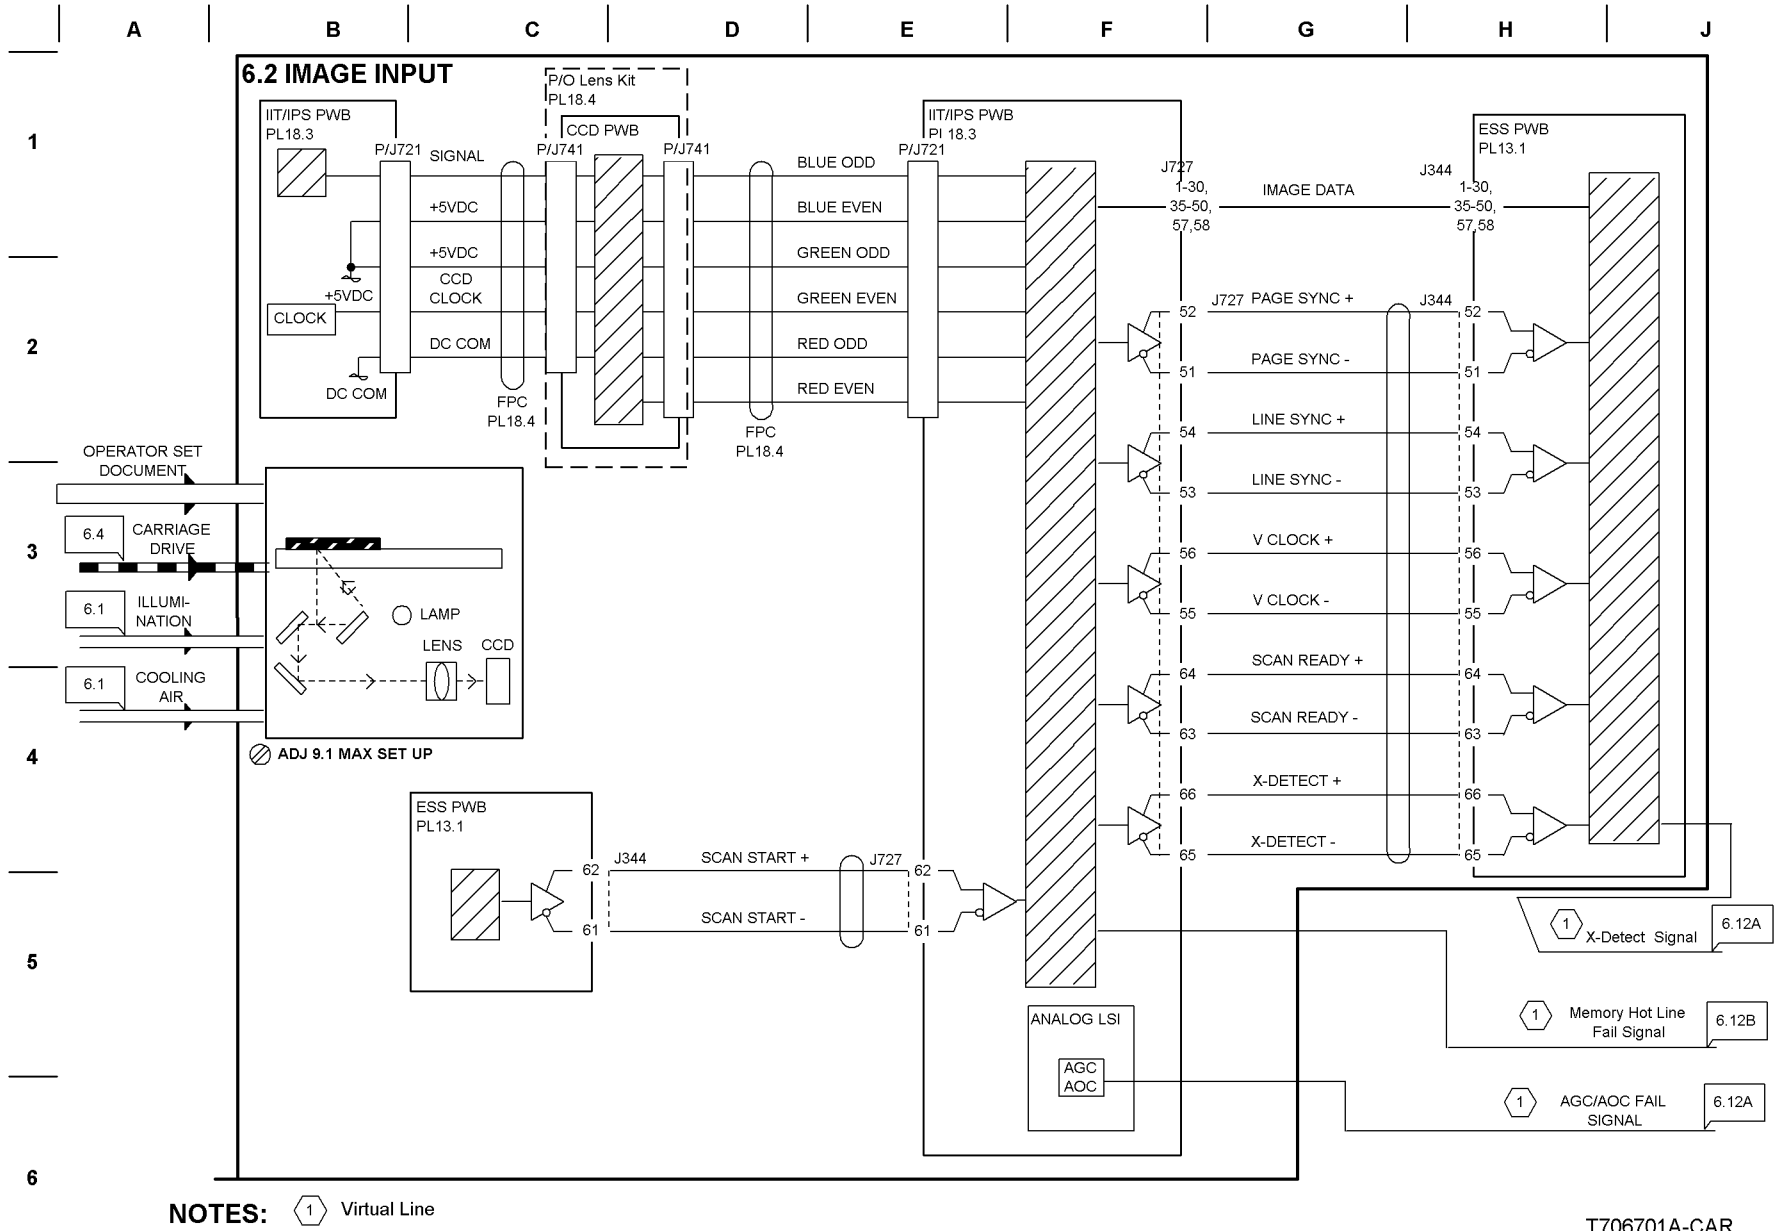 A B C D E F G H J
6.2 IMAGE INPUT
P/O Lens Kit
PL18.4
1
IIT/IPS PWB
PL18.3
P/J721
SIGNAL
P/J741
CCD PWB
P/J741
BLUE ODD
IIT/IPS PWB
PL18.3
P/J721
J727
1-30,
35-50,
57,58
IMAGE DATA
J344
1-30,
35-50,
57,58
ESS PWB
PL13.1
+5VDC
BLUE EVEN
+5VDC
GREEN ODD
+5VDC
CCD
CLOCK
GREEN EVEN
CLOCK
2
DC COM
RED ODD
DC COM
RED EVEN
FPC
PL18.4
FPC
PL18.4
52
J727
PAGE SYNC +
J344
52
51
PAGE SYNC -
51
54
LINE SYNC +
54
53
LINE SYNC -
53
56
V CLOCK +
56
55
V CLOCK -
55
64
SCAN READY +
64
63
SCAN READY -
63
66
X-DETECT +
66
65
X-DETECT -
65
OPERATOR SET
DOCUMENT
3
6.4
CARRIAGE
DRIVE
6.1
ILLUMI-
NATION
LAMP
LENS
CCD
6.1
COOLING
AIR
4
ADJ 9.1 MAX SET UP
ESS PWB
PL13.1
62
J344
SCAN START +
J727
62
61
SCAN START -
61
5
1
X-Detect Signal
6.12A
ANALOG LSI
1
Memory Hot Line
Fail Signal
6.12B
AGC
AOC
1
AGC/AOC FAIL
SIGNAL
6.12A
6
NOTES: 1 Virtual Line
T706701A-CAR